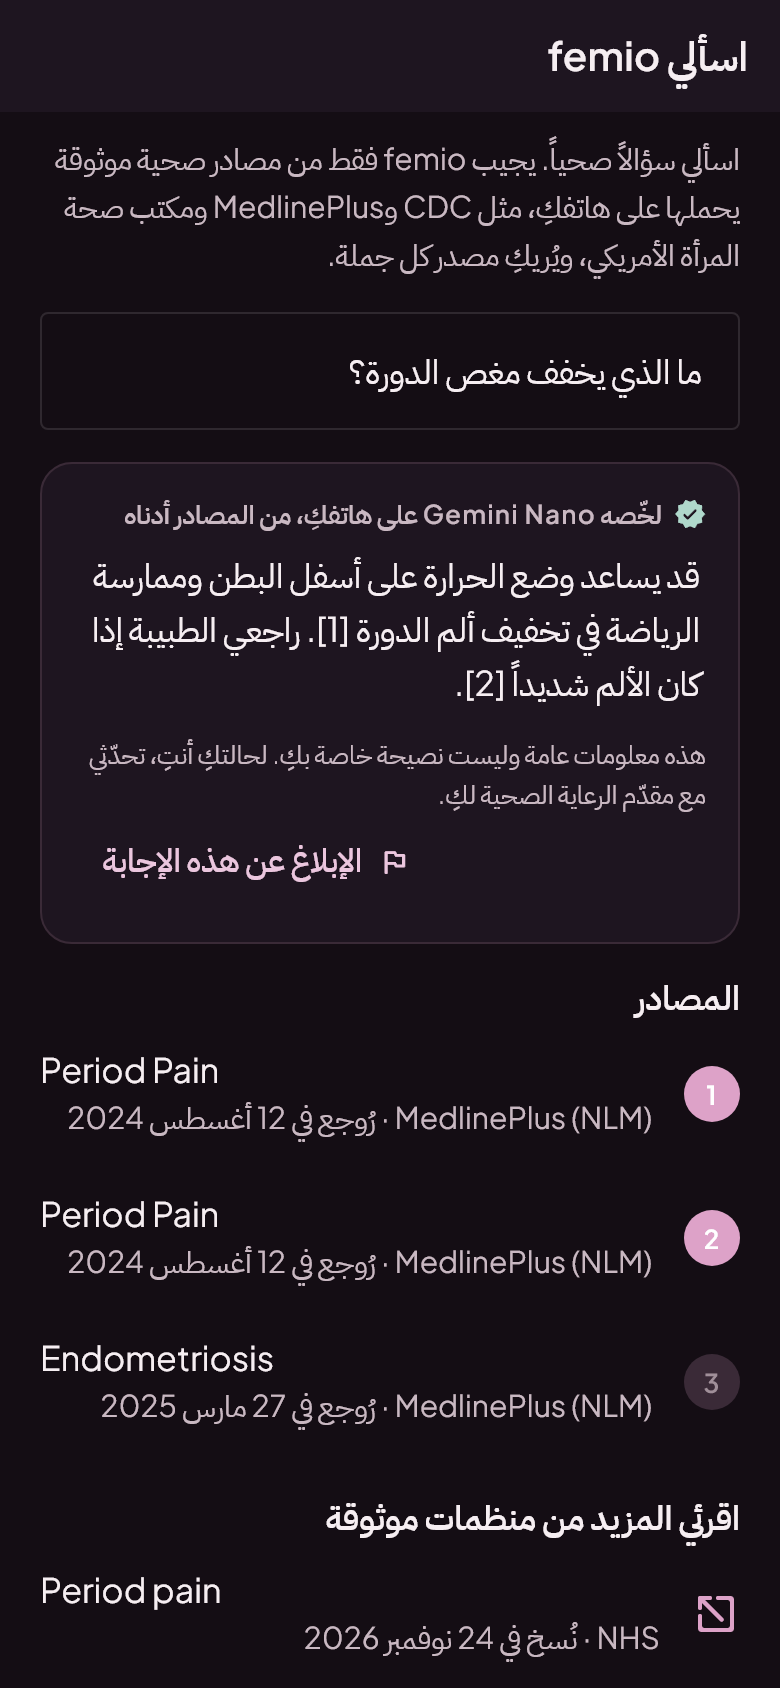 اسألي femio
اسألي سؤالاً صحياً. يجيب femio فقط من مصادر صحية موثوقة
يحملها على هاتفكِ، مثل CDC وMedlinePlus ومكتب صحة
المرأة الأمريكي، ويُريكِ مصدر كل جملة.
ما الذي يخفف مغص الدورة؟
لخّصه Gemini Nano على هاتفكِ، من المصادر أدناه
قد يساعد وضع الحرارة على أسفل البطن وممارسة
الرياضة في تخفيف ألم الدورة [1]. راجعي الطبيبة إذا
كان الألم شديداً [2].
هذه معلومات عامة وليست نصيحة خاصة بكِ. لحالتكِ أنتِ، تحدّثي
مع مقدّم الرعاية الصحية لكِ.
الإبلاغ عن هذه الإجابة
المصادر
1
Period Pain
MedlinePlus (NLM) · رُوجع في 12 أغسطس 2024
2
Period Pain
MedlinePlus (NLM) · رُوجع في 12 أغسطس 2024
3
Endometriosis
MedlinePlus (NLM) · رُوجع في 27 مارس 2025
اقرئي المزيد من منظمات موثوقة
Period pain
NHS · نُسخ في 24 نوفمبر 2026